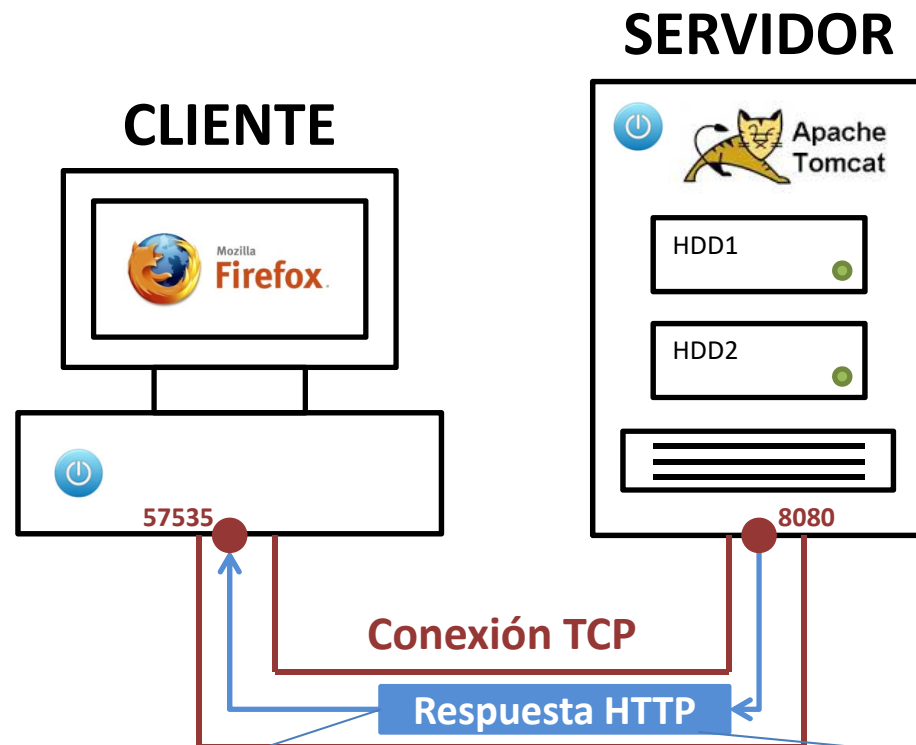 SERVIDOR
CLIENTE
Apache
Tomcat
Mozilla
Firefox
HDD1
HDD2
57535
8080
Conexión TCP
Respuesta HTTP